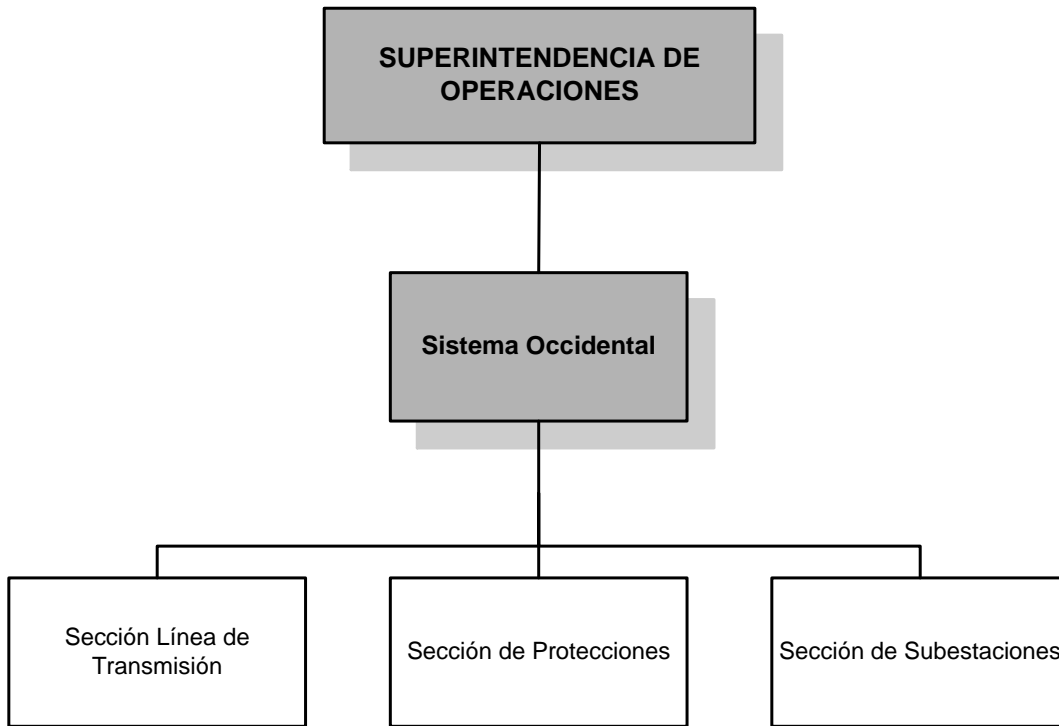 SUPERINTENDENCIA DE
OPERACIONES
Sistema Occidental
Sección Línea de
Transmisión
Sección de Protecciones
Sección de Subestaciones